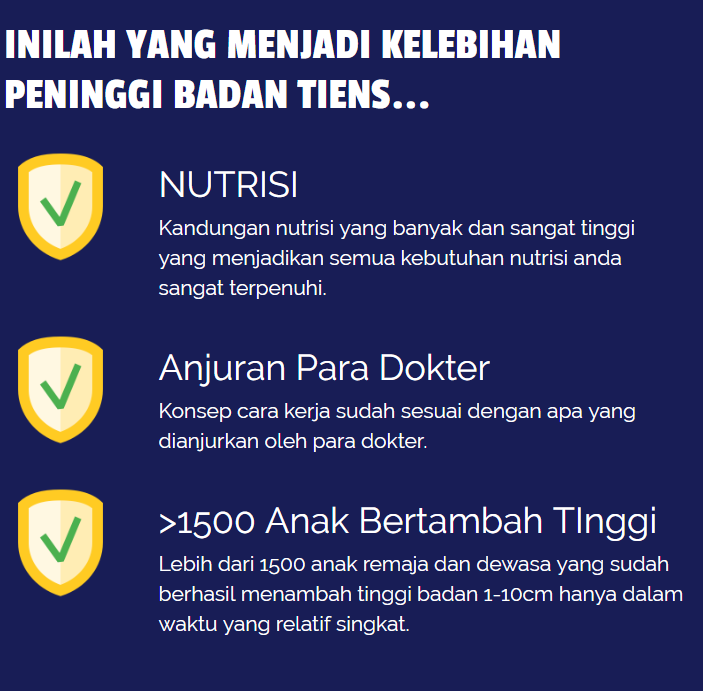 INILAH YANG MENJADI KELEBIHAN
PENINGGI BADAN TIENS...
NUTRISI
Kandungan nutrisi yang banyak dan sangat tinggi
yang menjadikan semua kebutuhan nutrisi anda
sangat terpenuhi.
Anjuran Para Dokter
Konsep cara kerja sudah sesuai dengan apa yang
dianjurkan oleh para dokter.
>1500 Anak Bertambah TInggi
Lebih dari 1500 anak remaja dan dewasa yang sudah
berhasil menambah tinggi badan 1-10cm hanya dalam
waktu yang relatif singkat.